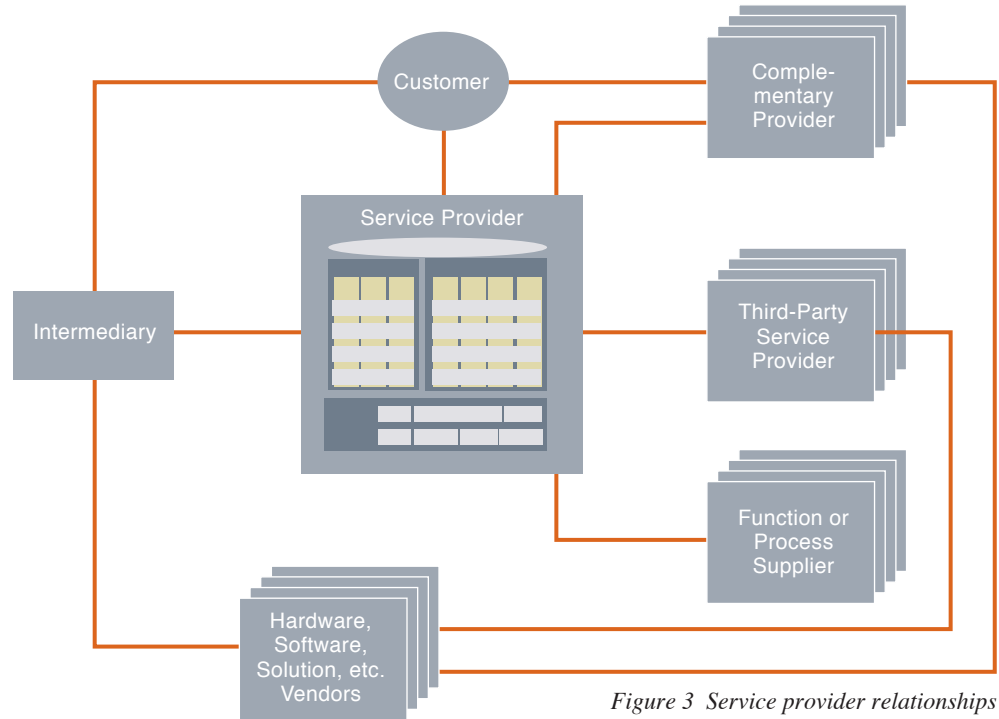 Customer
Comple-
mentary
Provider
Service Provider
Intermediary
Third-Party
Service
Provider
Function or
Process
Supplier
Hardware,
Software,
Solution, etc.
Vendors
Figure 3 Service provider relationships